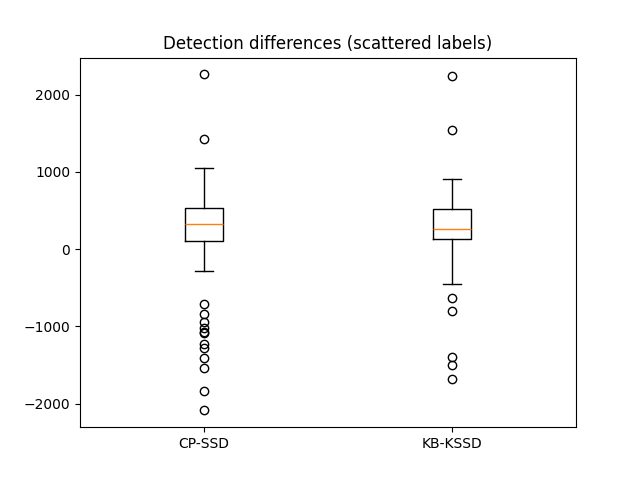 Detection differences (scattered labels)
2000
1000
0
−1000
−2000
CP-SSD
KB-KSSD